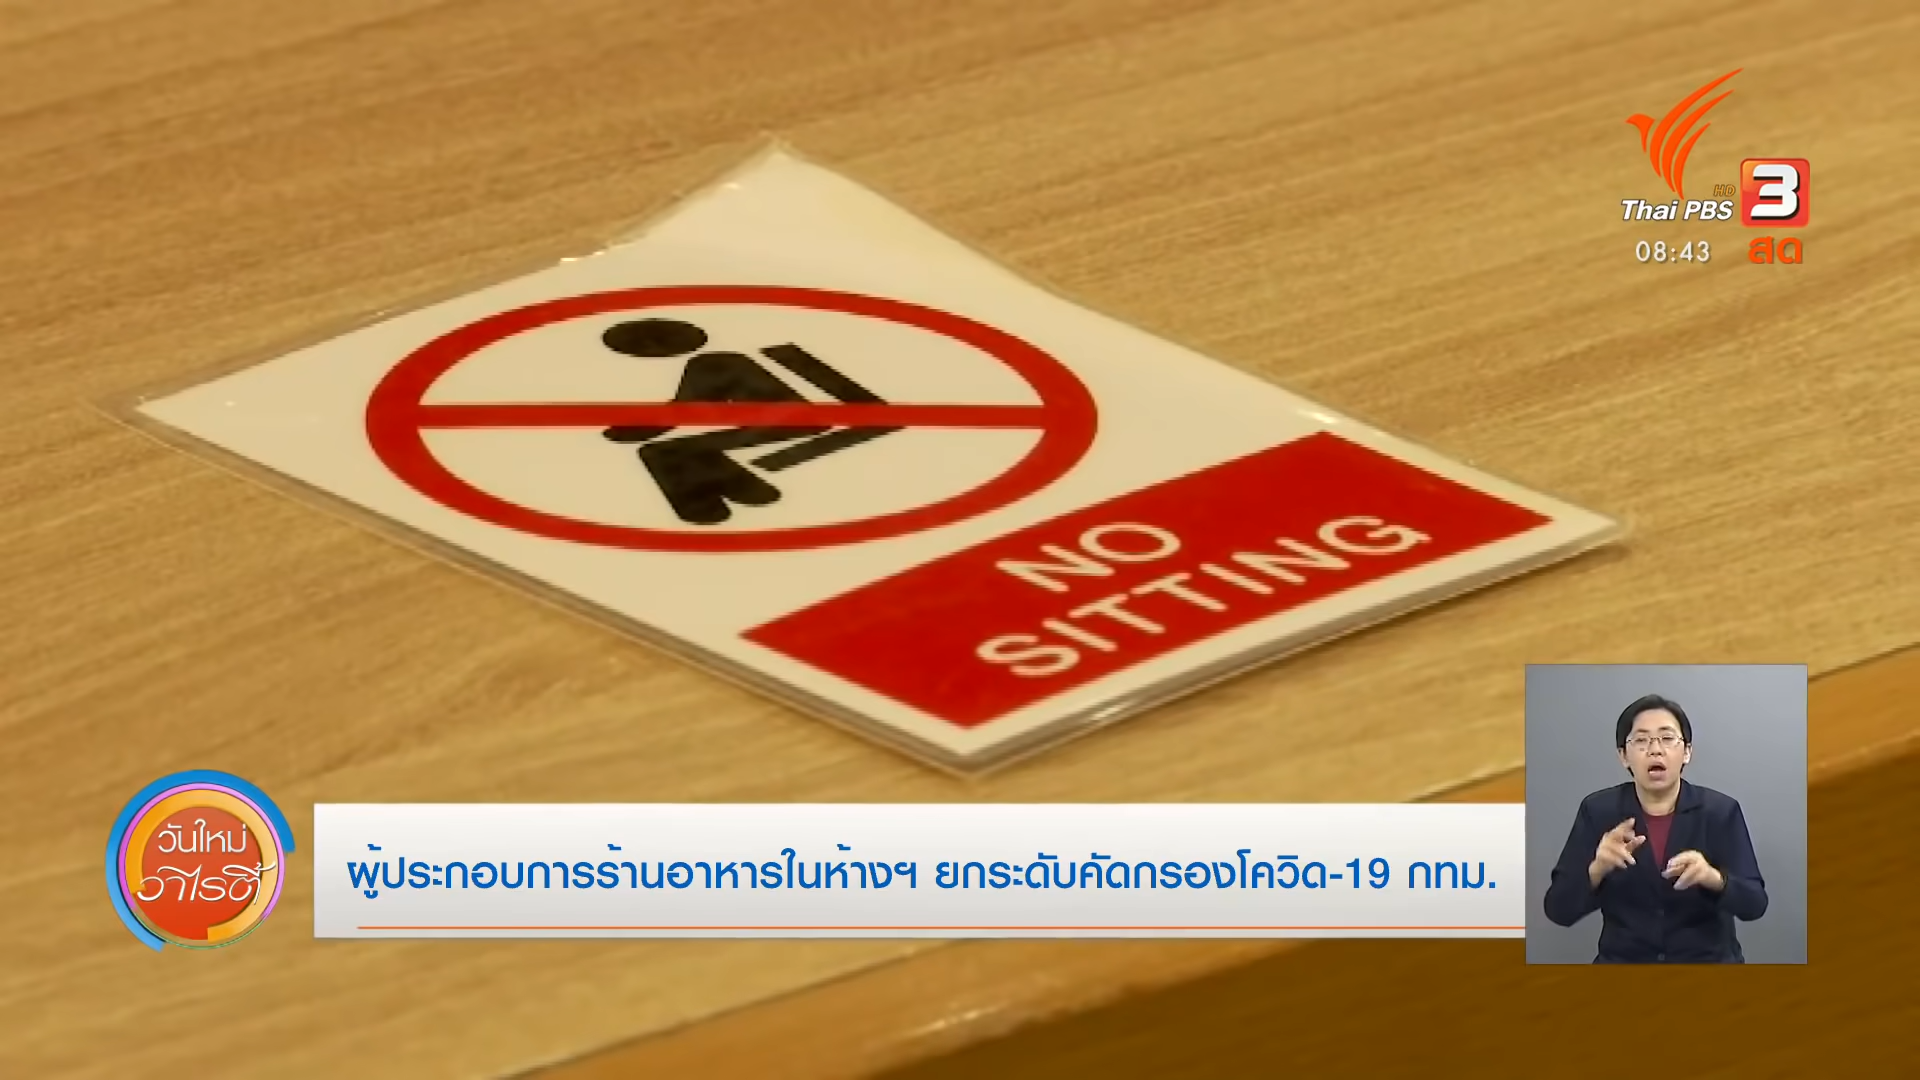 Thai PBS HD 3
08:43 สด
NO
SITTING
วันใหม่
วาไรตี้
ผู้ประกอบการร้านอาหารในห้างฯ ยกระดับคัดกรองโควิด-19 กทม.